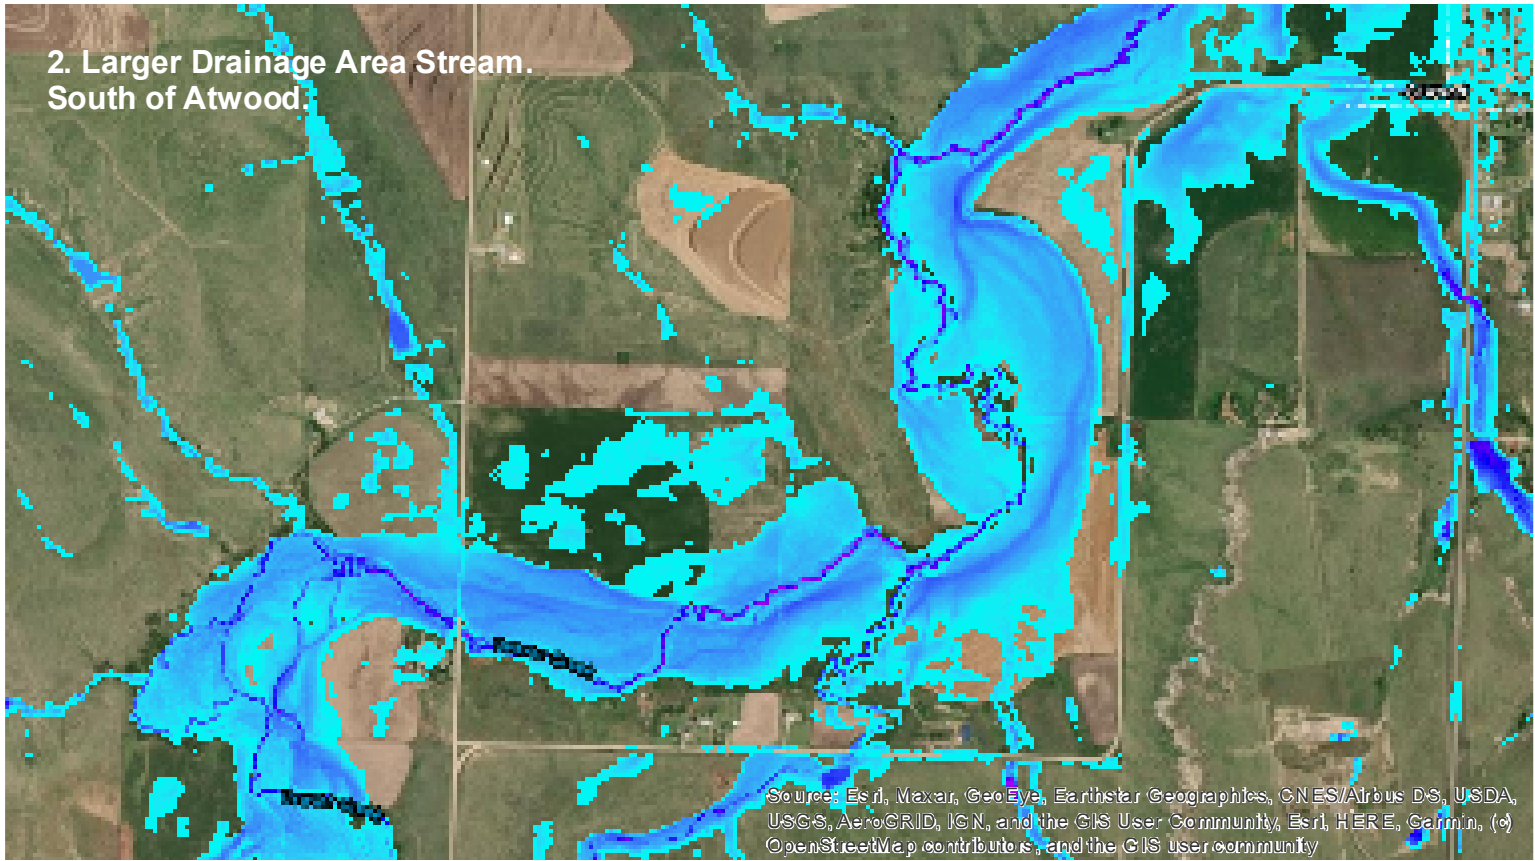 2. Larger Drainage Area Stream.
South of Atwood.
Source: Esri, Maxar, GeoEye, Earthstar Geographics, CNES/Airbus DS, USDA,
USGS, AeroGRID, IGN, and the GIS User Community, Esri, HERE, Garmin, (c)
OpenStreetMap contributors, and the GIS user community